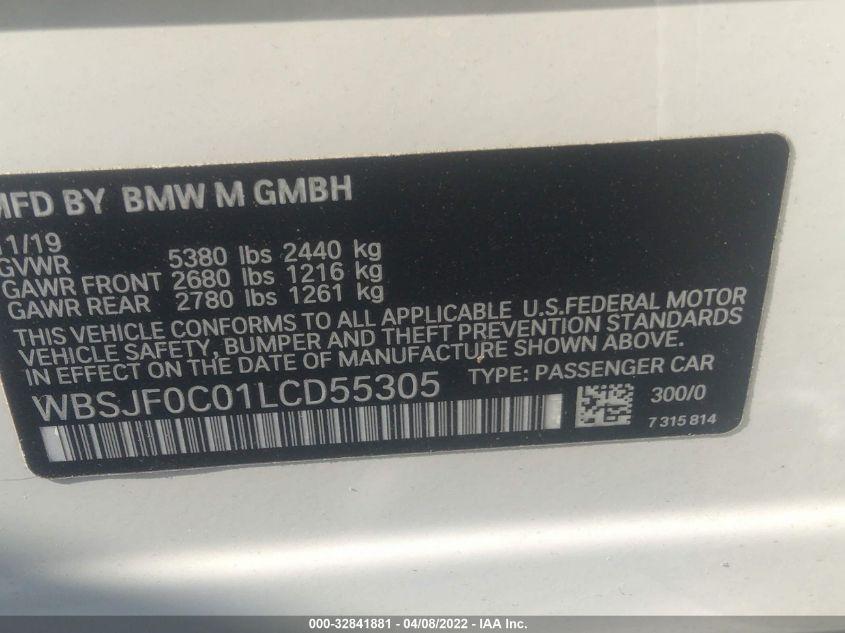 MFD BY BMW M GMBH
11/19
GVWR 5380 lbs 2440 kg
GAWR FRONT 2680 lbs 1216 kg
GAWR REAR 2780 lbs 1261 kg
THIS VEHICLE CONFORMS TO ALL APPLICABLE U.S.FEDERAL MOTOR
VEHICLE SAFETY, BUMPER AND THEFT PREVENTION STANDARDS
IN EFFECT ON THE DATE OF MANUFACTURE SHOWN ABOVE.
WBSJF0C01LCD55305 TYPE: PASSENGER CAR
300/0
7 315 814
000-32841881 - 04/08/2022 - IAA Inc.